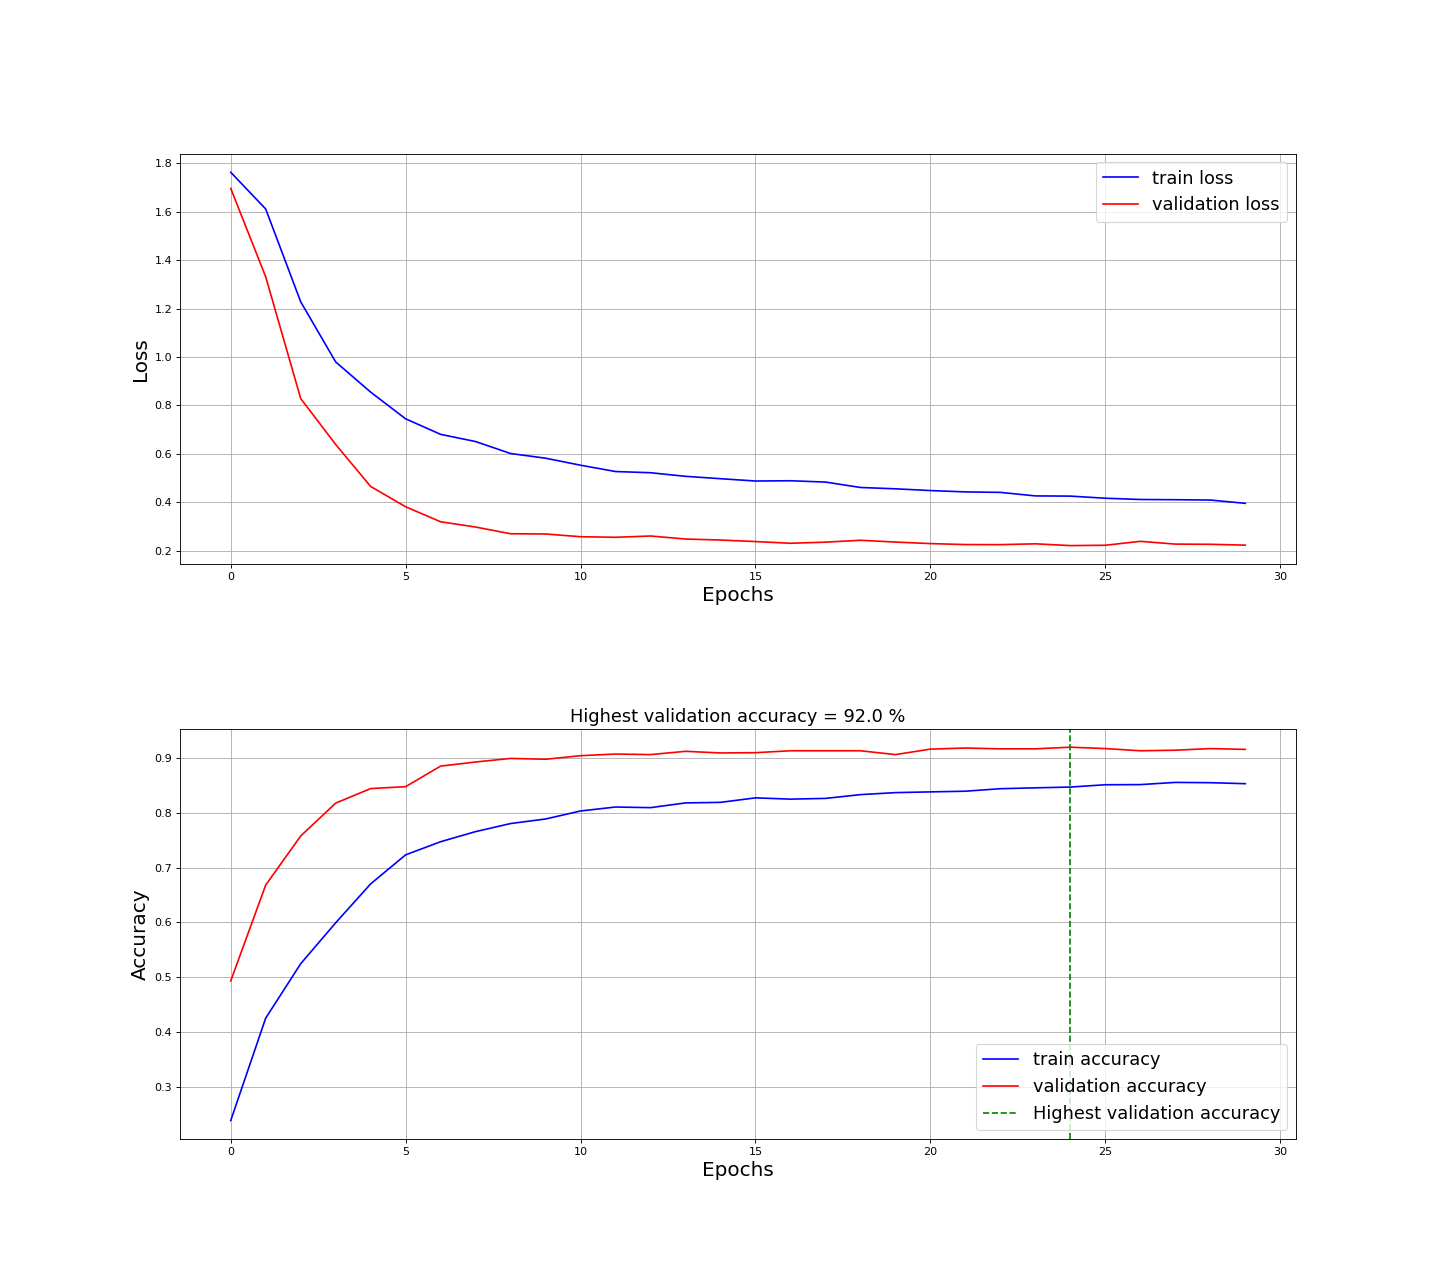 1.8
1.6
1.4
1.2
1.0
0.8
0.6
0.4
0.2
Loss
train loss
validation loss
0 5 10 15 20 25 30
Epochs
Highest validation accuracy = 92.0 %
0.9
0.8
0.7
0.6
0.5
0.4
0.3
Accuracy
train accuracy
validation accuracy
Highest validation accuracy
0 5 10 15 20 25 30
Epochs